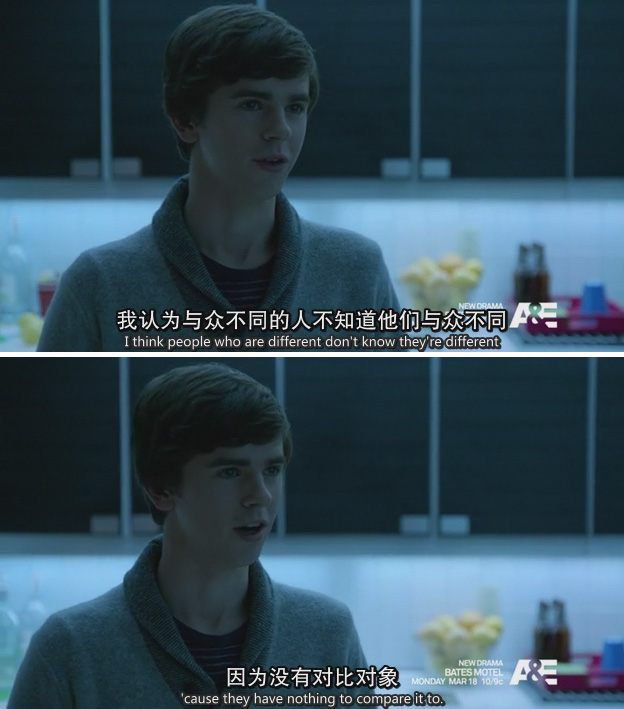 NEW DRAMA
A&E
我认为与众不同的人不知道他们与众不同
I think people who are different don't know they're different
NEW DRAMA
BATES MOTEL
MONDAY MAR 18 10/9c
A&E
因为没有对比对象
'cause they have nothing to compare it to.